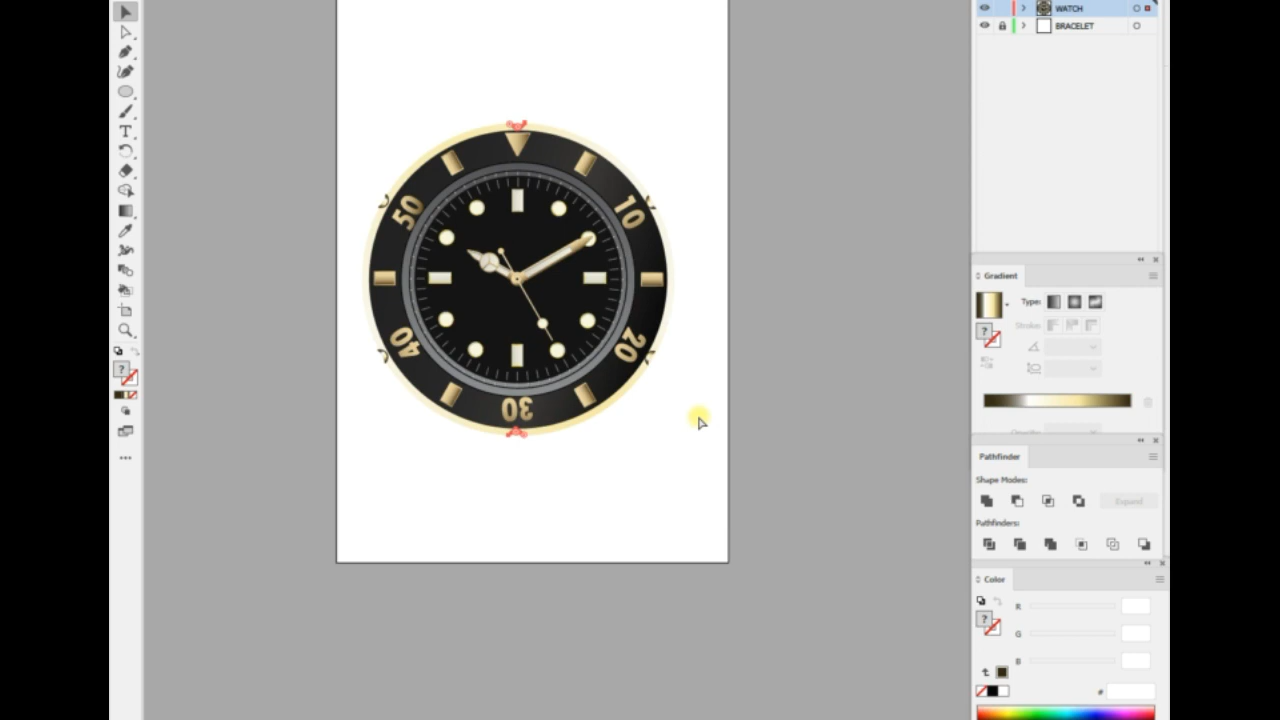 WATCH
BRACELET
50
10
40
20
30
Gradient
Type:
Stroke:
Pathfinder
Shape Modes:
Expand
Pathfinders:
Color
R
G
B
#